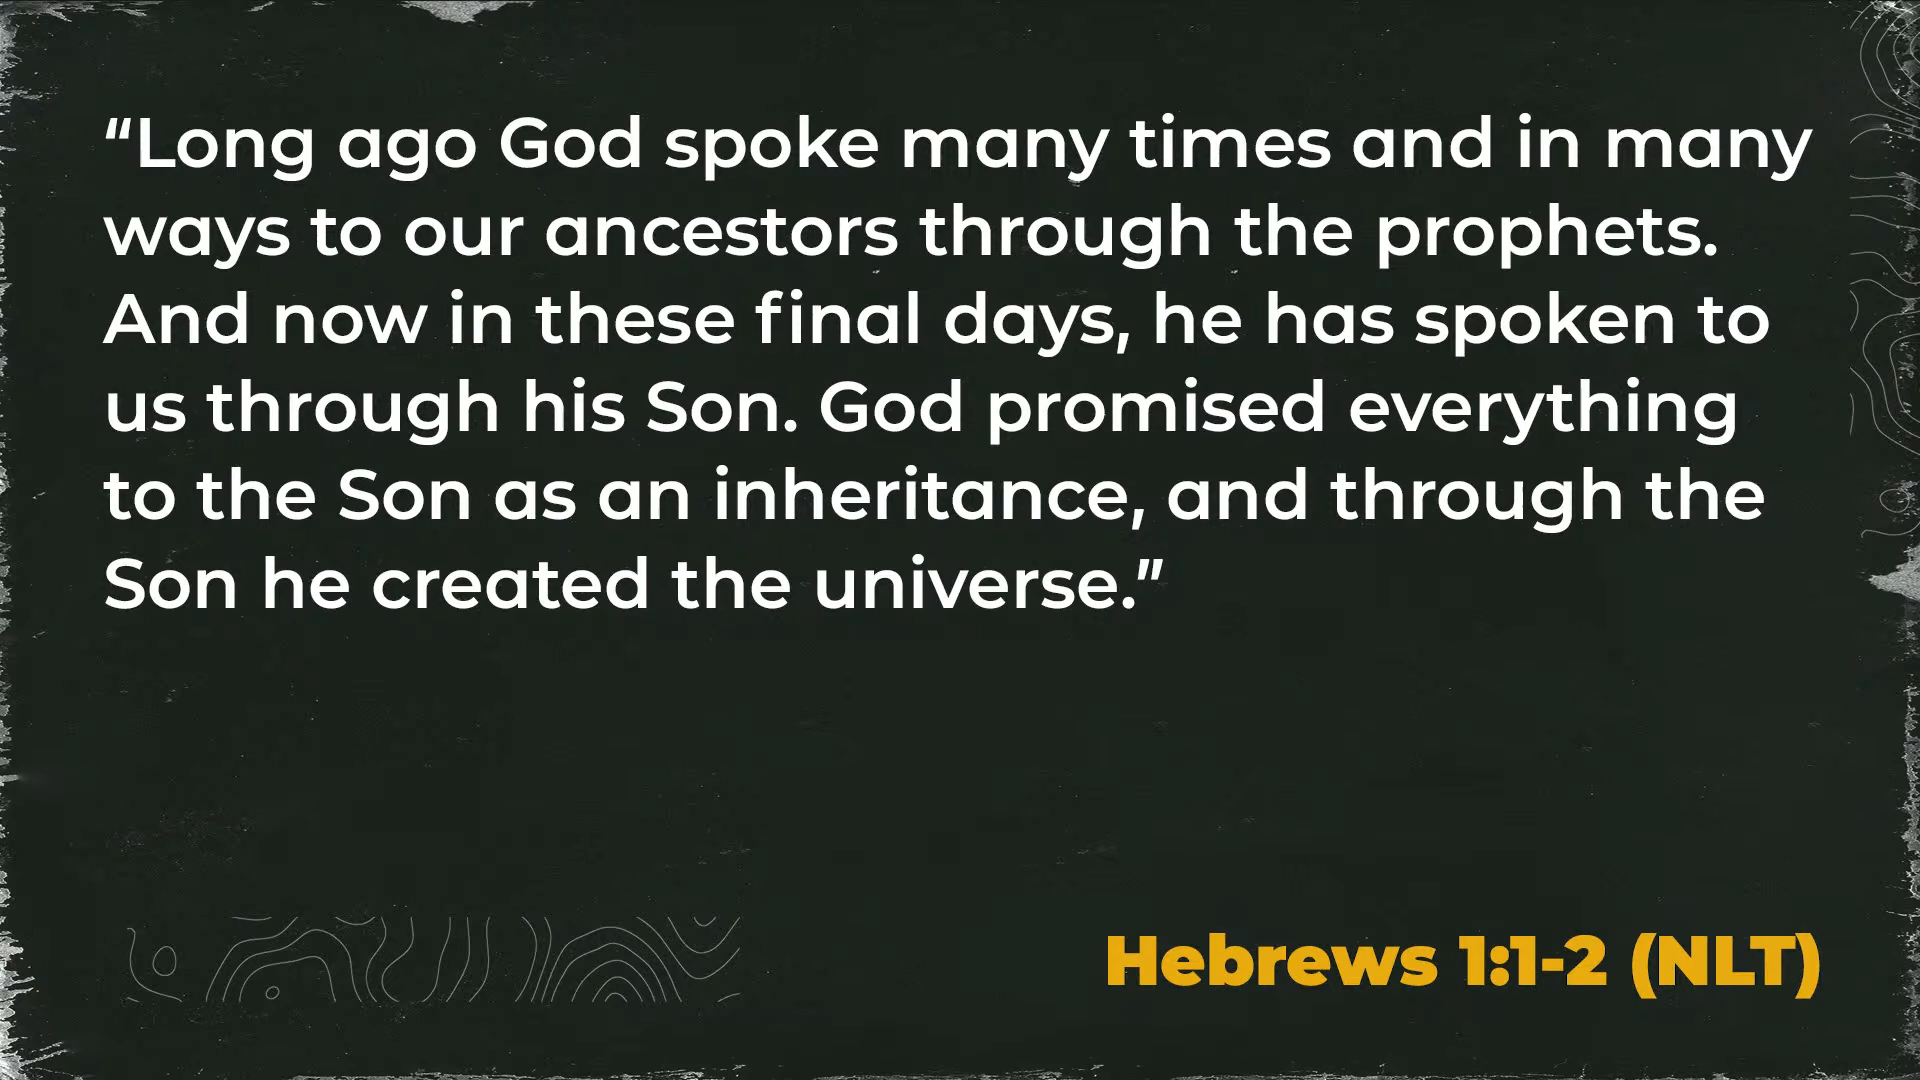 “Long ago God spoke many times and in many
ways to our ancestors through the prophets.
And now in these final days, he has spoken to
us through his Son. God promised everything
to the Son as an inheritance, and through the
Son he created the universe.”
Hebrews 1:1-2 (NLT)